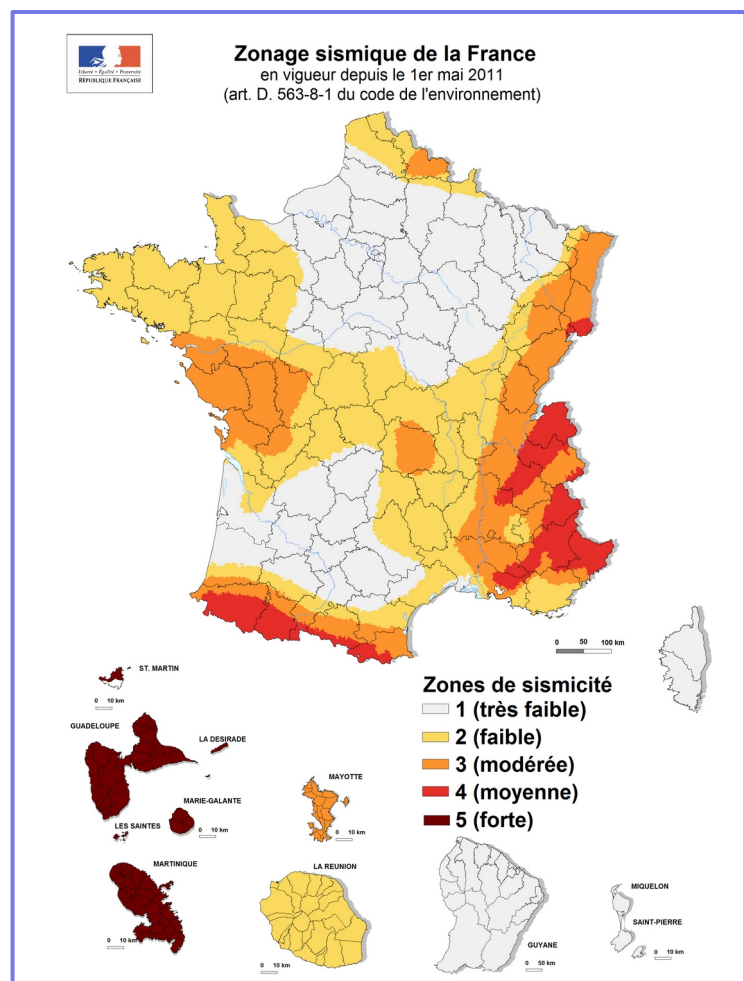 Zonage sismique de la France
en vigueur depuis le 1er mai 2011
(art. D. 563-8-1 du code de l'environnement)
Liberté • Égalité • Fraternité
RÉPUBLIQUE FRANÇAISE
0 50 100 km
ST. MARTIN
0 10 km
GUADELOUPE
LA DESIRADE
MARIE-GALANTE
LES SAINTES
0 10 km
MAYOTTE
0 10 km
Zones de sismicité
1 (très faible)
2 (faible)
3 (modérée)
4 (moyenne)
5 (forte)
MARTINIQUE
0 10 km
LA REUNION
0 10 km
GUYANE
0 50 km
MIQUELON
SAINT-PIERRE
0 10 km